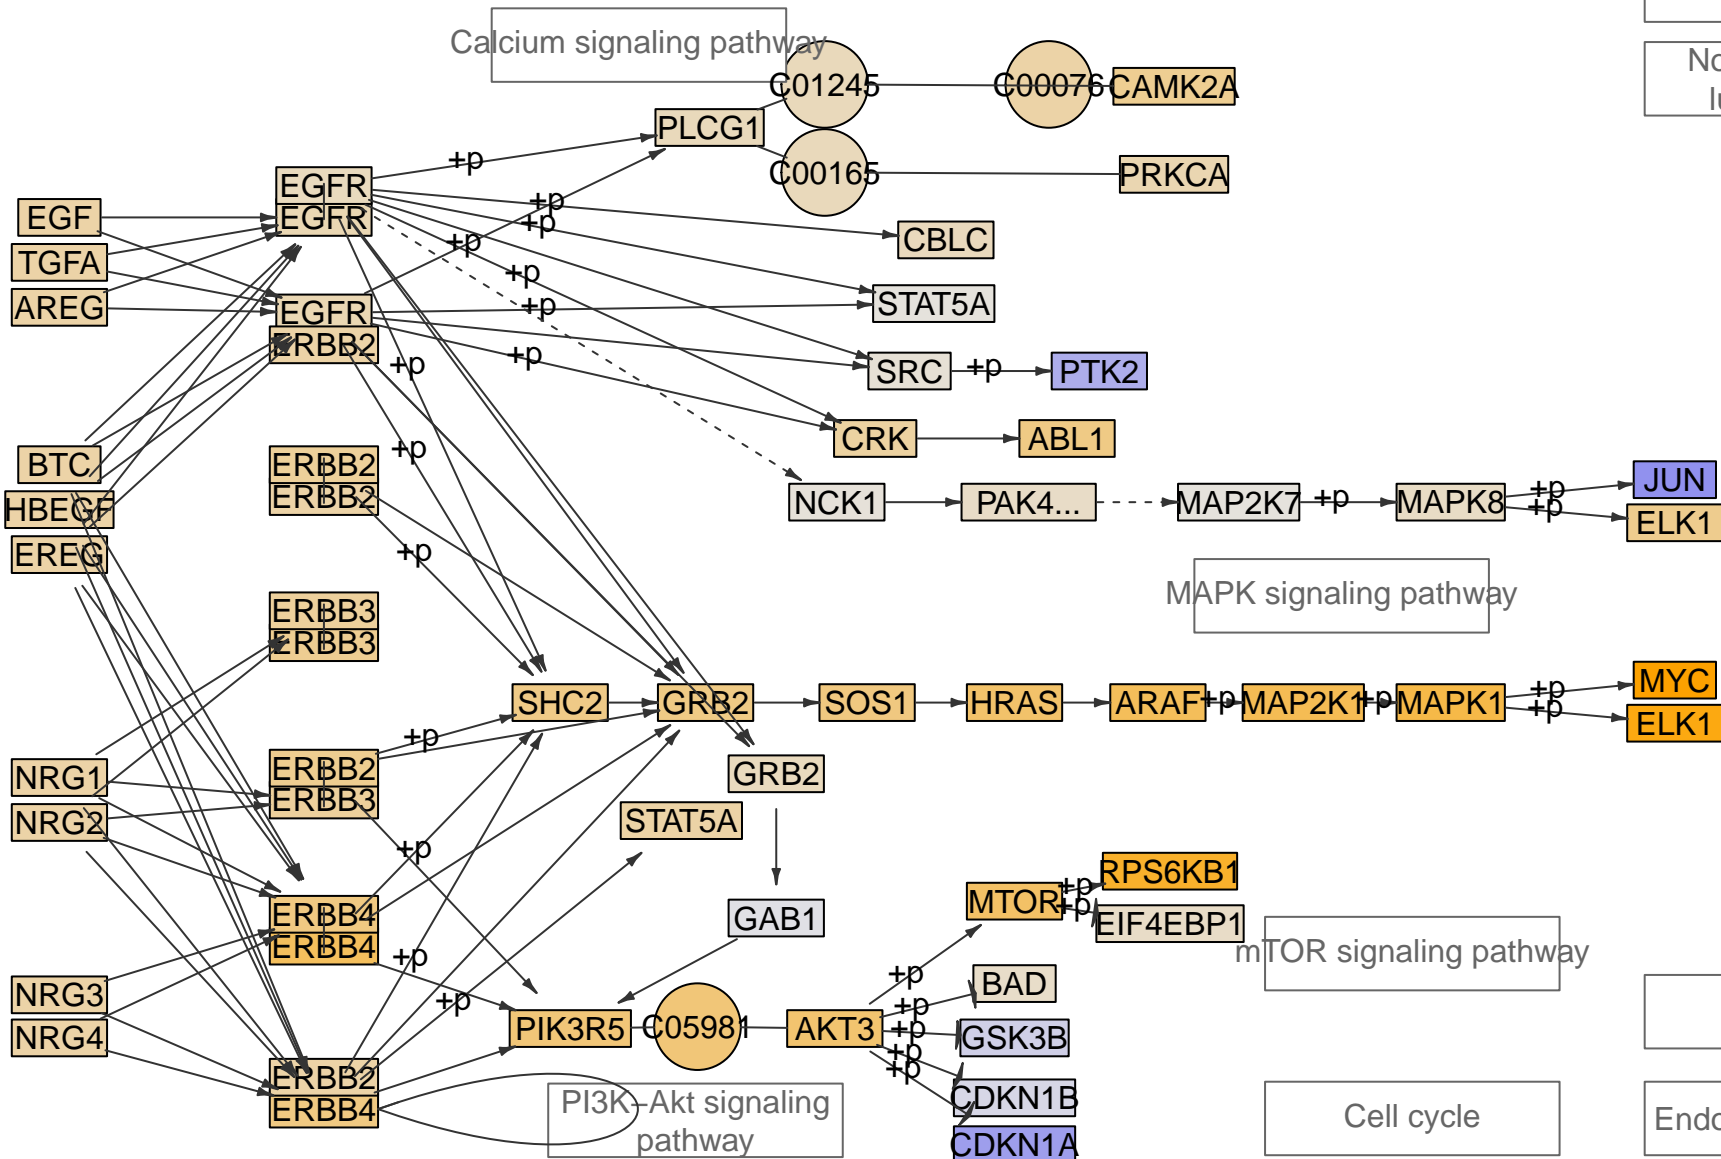 Calcium signaling pathway
No
lu
C01245
C00076
CAMK2A
PLCG1
C00165
PRKCA
+p
EGFR
EGFR
EGF
TGFA
AREG
+p
+p
+p
CBLC
+p
STAT5A
EGFR
ERBB2
+p
+p
+p
SRC
+p
PTK2
CRK
ABL1
BTC
HBEGF
EREG
ERBB2
ERBB2
+p
NCK1
PAK4...
MAP2K7
+p
MAPK8
+p
+p
JUN
ELK1
+p
MAPK signaling pathway
ERBB3
ERBB3
SHC2
GRB2
SOS1
HRAS
ARAF
+p
MAP2K1
+p
MAPK1
+p
+p
MYC
ELK1
NRG1
NRG2
ERBB2
ERBB3
+p
GRB2
STAT5A
+p
ERBB4
ERBB4
+p
GAB1
MTOR
+p
+p
RPS6KB1
EIF4EBP1
mTOR signaling pathway
NRG3
NRG4
+p
PIK3R5
C05981
AKT3
+p
+p
+p
+p
+p
BAD
GSK3B
CDKN1B
CDKN1A
ERBB2
ERBB4
PI3K−Akt signaling
pathway
Cell cycle
Endo